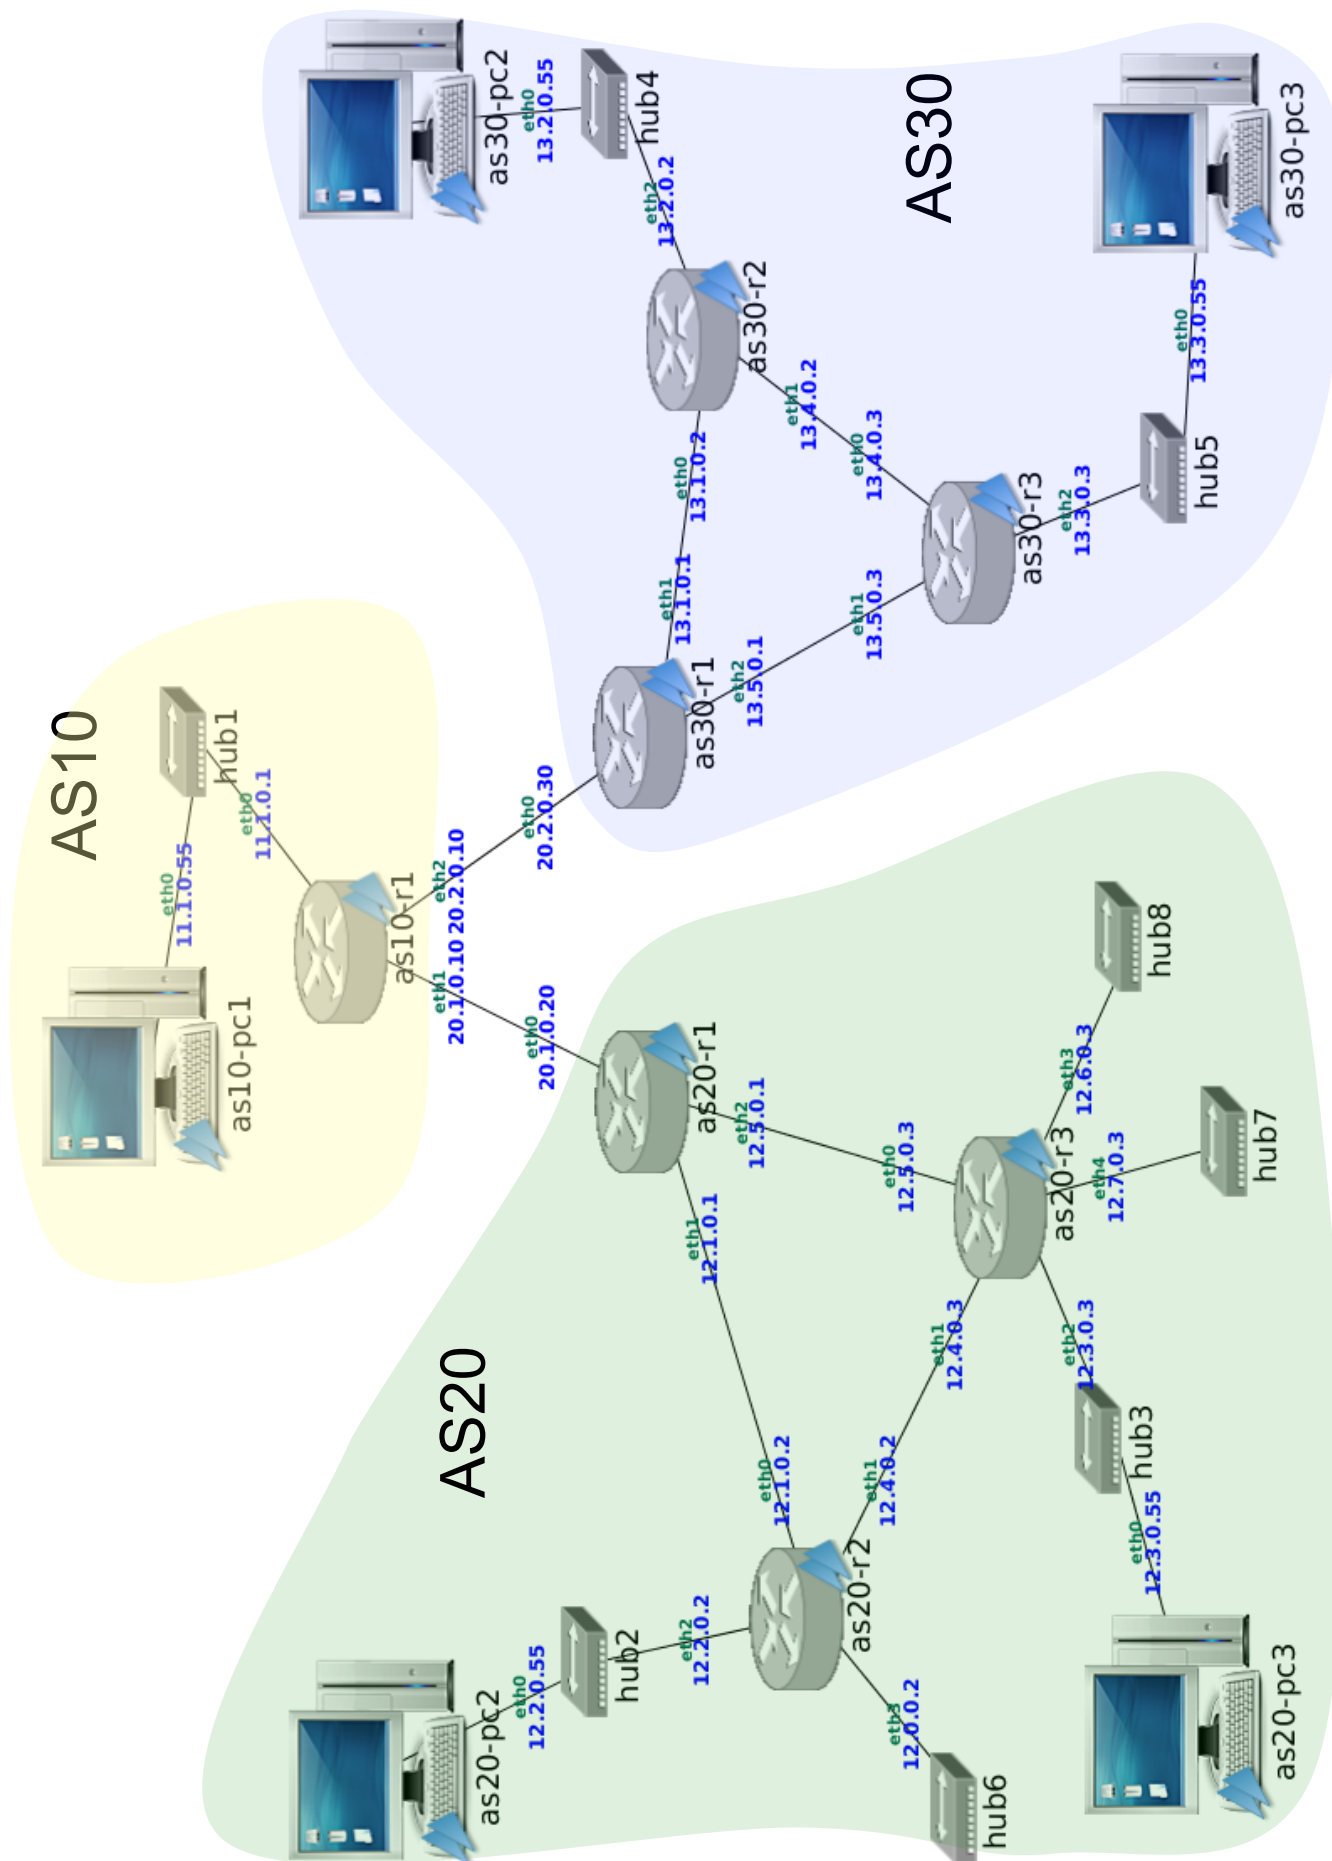 AS10
as10-pc1
eth0
11.1.0.55
hub1
eth0
11.1.0.1
as10-r1
eth1
20.1.0.10
eth2
20.2.0.10
eth0
20.1.0.20
eth0
20.2.0.30
AS20
as20-r1
eth1
12.1.0.1
eth2
12.5.0.1
eth0
12.1.0.2
eth1
12.4.0.2
as20-r2
eth2
12.2.0.2
hub2
eth0
12.2.0.55
as20-pc2
eth3
12.0.0.2
hub6
eth0
12.5.0.3
eth1
12.4.0.3
as20-r3
eth2
12.3.0.3
eth4
12.7.0.3
eth3
12.6.0.3
hub3
hub7
hub8
eth0
12.3.0.55
as20-pc3
AS30
as30-r1
eth1
13.1.0.1
eth2
13.5.0.1
eth0
13.1.0.2
as30-r2
eth2
13.2.0.2
hub4
eth0
13.2.0.55
as30-pc2
eth1
13.4.0.2
eth0
13.4.0.3
eth1
13.5.0.3
as30-r3
eth2
13.3.0.3
hub5
eth0
13.3.0.55
as30-pc3